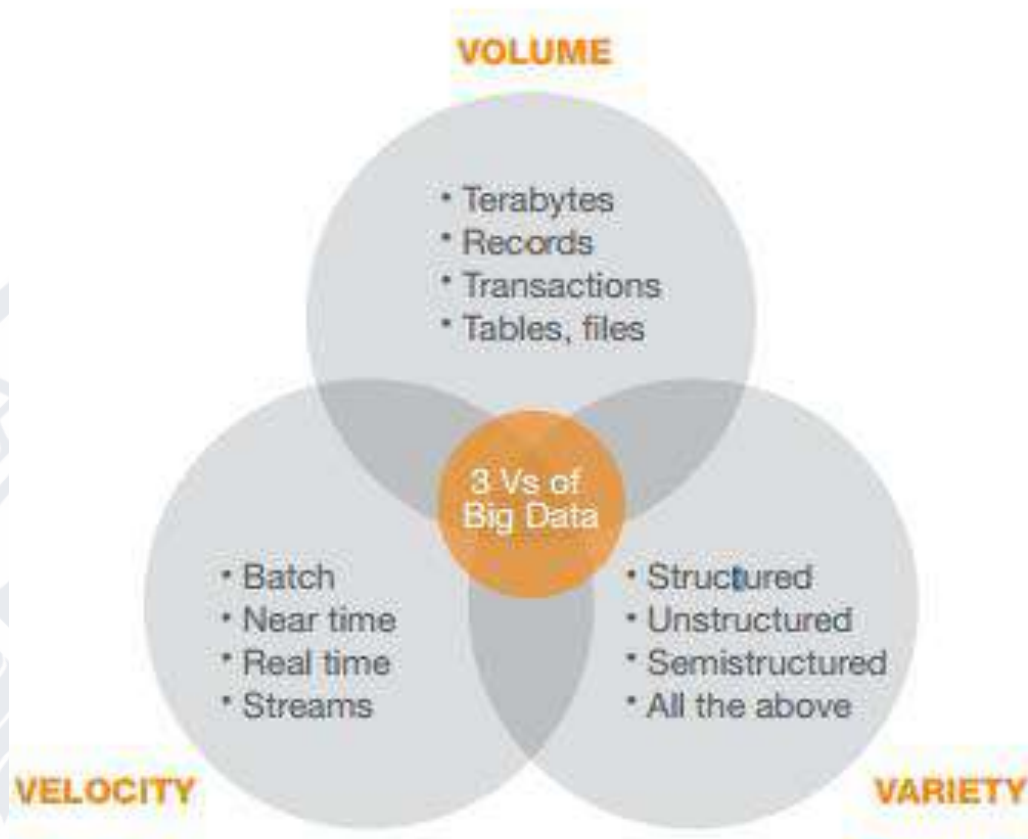 VOLUME
• Terabytes
• Records
• Transactions
• Tables, files
3 Vs of
Big Data
• Batch
• Near time
• Real time
• Streams
• Structured
• Unstructured
• Semistructured
• All the above
VELOCITY
VARIETY